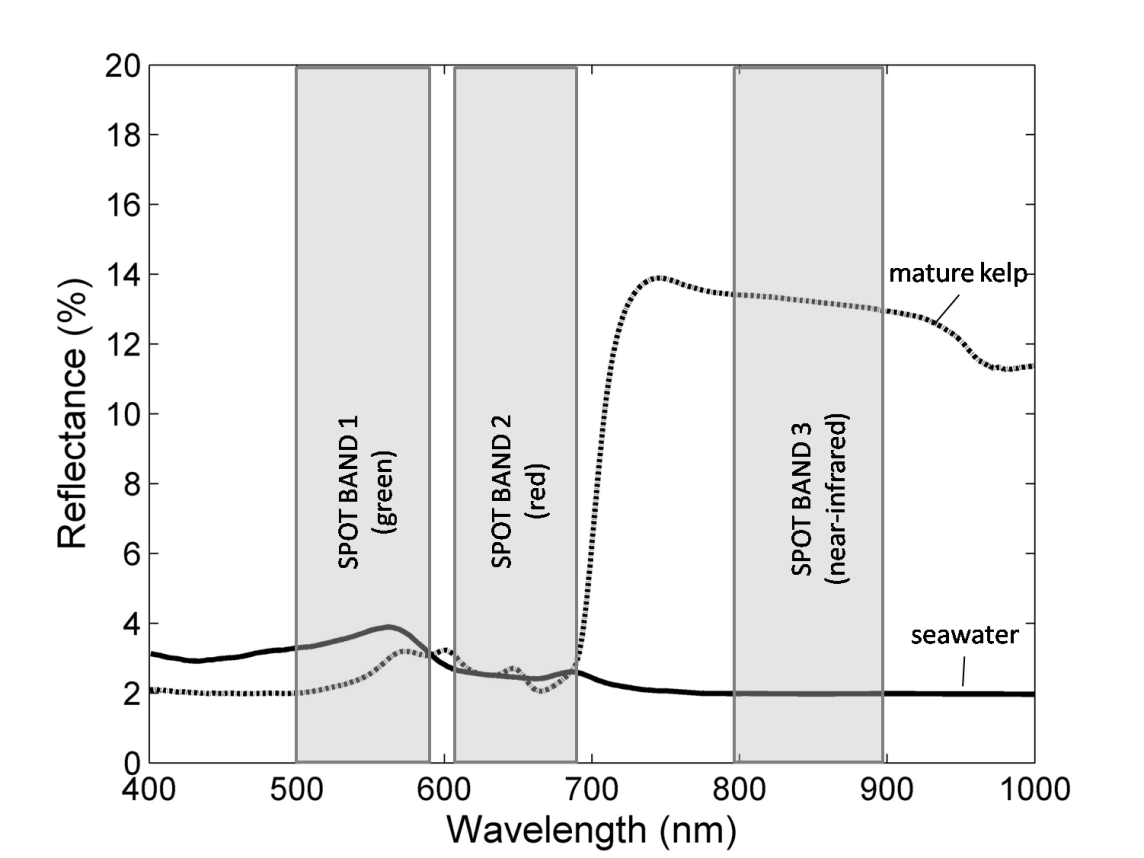 20
18
16
14
12
10
8
6
4
2
0
Reflectance (%)
SPOT BAND 1
(green)
SPOT BAND 2
(red)
SPOT BAND 3
(near-infrared)
mature kelp
seawater
400 500 600 700 800 900 1000
Wavelength (nm)